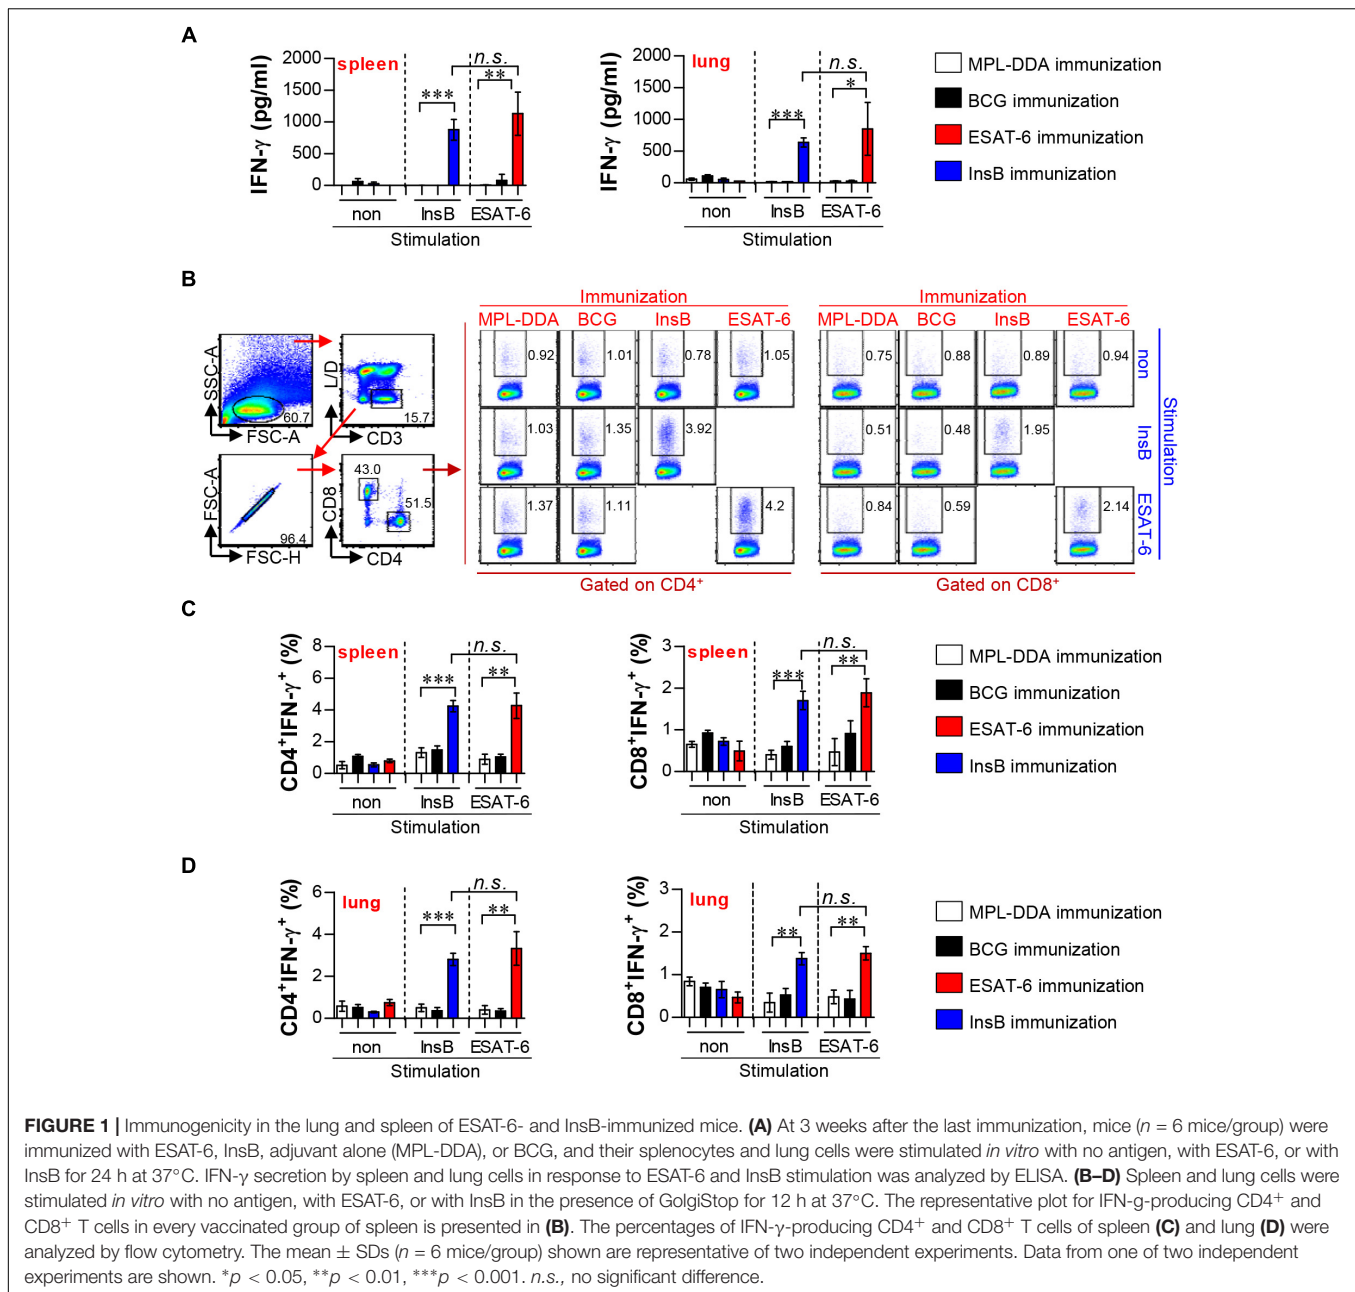 A
IFN-γ (pg/ml)
2000
1500
1000
500
0
spleen
***
**
n.s.
non
InsB
ESAT-6
Stimulation
IFN-γ (pg/ml)
2000
1500
1000
500
0
lung
***
*
n.s.
non
InsB
ESAT-6
Stimulation
MPL-DDA immunization
BCG immunization
ESAT-6 immunization
InsB immunization
B
SSC-A
60.7
FSC-A
L/D
15.7
CD3
FSC-A
96.4
FSC-H
CD8
43.0
51.5
CD4
Immunization
MPL-DDA BCG InsB ESAT-6
0.92 1.01 0.78 1.05
1.03 1.35 3.92
1.37 1.11 4.2
Gated on CD4⁺
Immunization
MPL-DDA BCG InsB ESAT-6
0.75 0.88 0.89 0.94
0.51 0.48 1.95
0.84 0.59 2.14
Gated on CD8⁺
non
InsB
ESAT-6
Stimulation
C
CD4⁺IFN-γ⁺ (%)
8
6
4
2
0
spleen
***
**
n.s.
non
InsB
ESAT-6
Stimulation
CD8⁺IFN-γ⁺ (%)
3
2
1
0
spleen
***
**
n.s.
non
InsB
ESAT-6
Stimulation
MPL-DDA immunization
BCG immunization
ESAT-6 immunization
InsB immunization
D
CD4⁺IFN-γ⁺ (%)
6
4
2
0
lung
***
**
n.s.
non
InsB
ESAT-6
Stimulation
CD8⁺IFN-γ⁺ (%)
3
2
1
0
lung
**
**
n.s.
non
InsB
ESAT-6
Stimulation
MPL-DDA immunization
BCG immunization
ESAT-6 immunization
InsB immunization
FIGURE 1 | Immunogenicity in the lung and spleen of ESAT-6- and InsB-immunized mice. (A) At 3 weeks after the last immunization, mice (n = 6 mice/group) were
immunized with ESAT-6, InsB, adjuvant alone (MPL-DDA), or BCG, and their splenocytes and lung cells were stimulated in vitro with no antigen, with ESAT-6, or with
InsB for 24 h at 37°C. IFN-γ secretion by spleen and lung cells in response to ESAT-6 and InsB stimulation was analyzed by ELISA. (B–D) Spleen and lung cells were
stimulated in vitro with no antigen, with ESAT-6, or with InsB in the presence of GolgiStop for 12 h at 37°C. The representative plot for IFN-g-producing CD4⁺ and
CD8⁺ T cells in every vaccinated group of spleen is presented in (B). The percentages of IFN-γ-producing CD4⁺ and CD8⁺ T cells of spleen (C) and lung (D) were
analyzed by flow cytometry. The mean ± SDs (n = 6 mice/group) shown are representative of two independent experiments. Data from one of two independent
experiments are shown. *p < 0.05, **p < 0.01, ***p < 0.001. n.s., no significant difference.